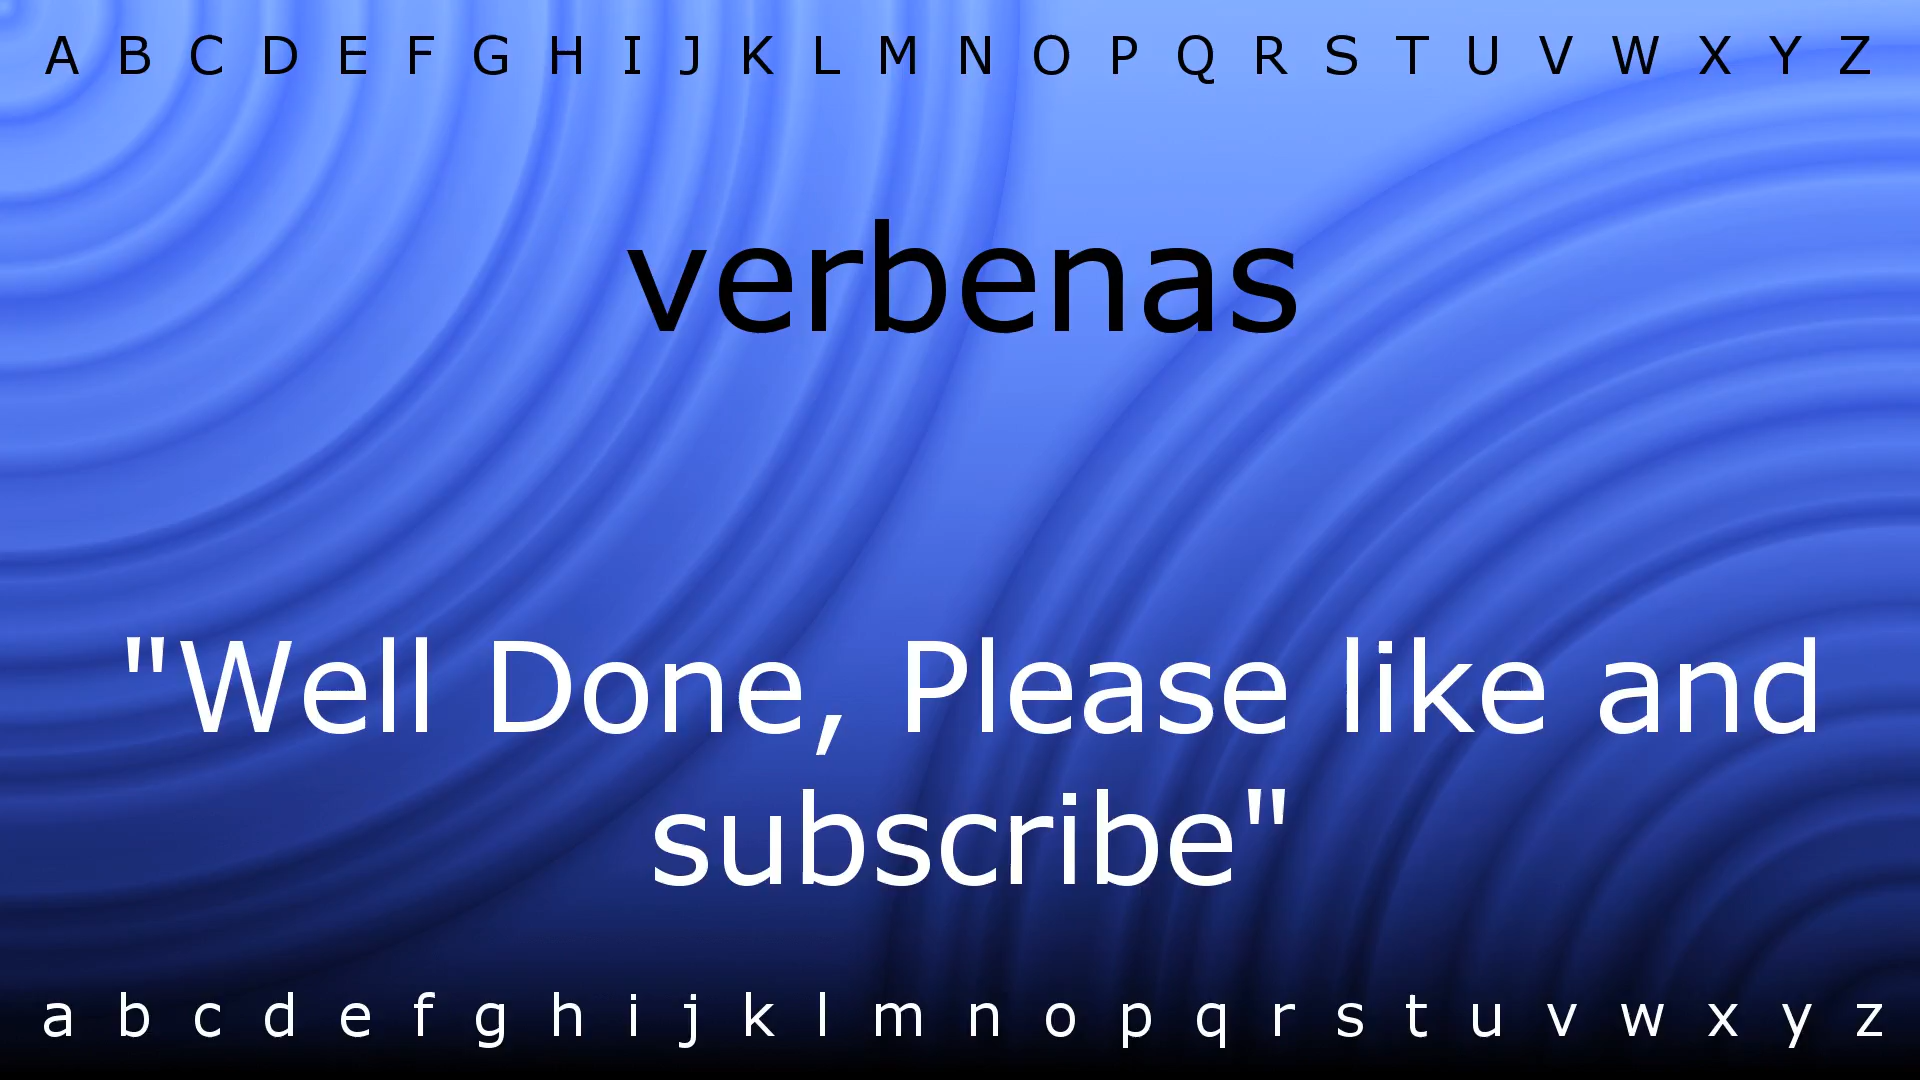 A B C D E F G H I J K L M N O P Q R S T U V W X Y Z
verbenas
"Well Done, Please like and
subscribe"
a b c d e f g h i j k l m n o p q r s t u v w x y z